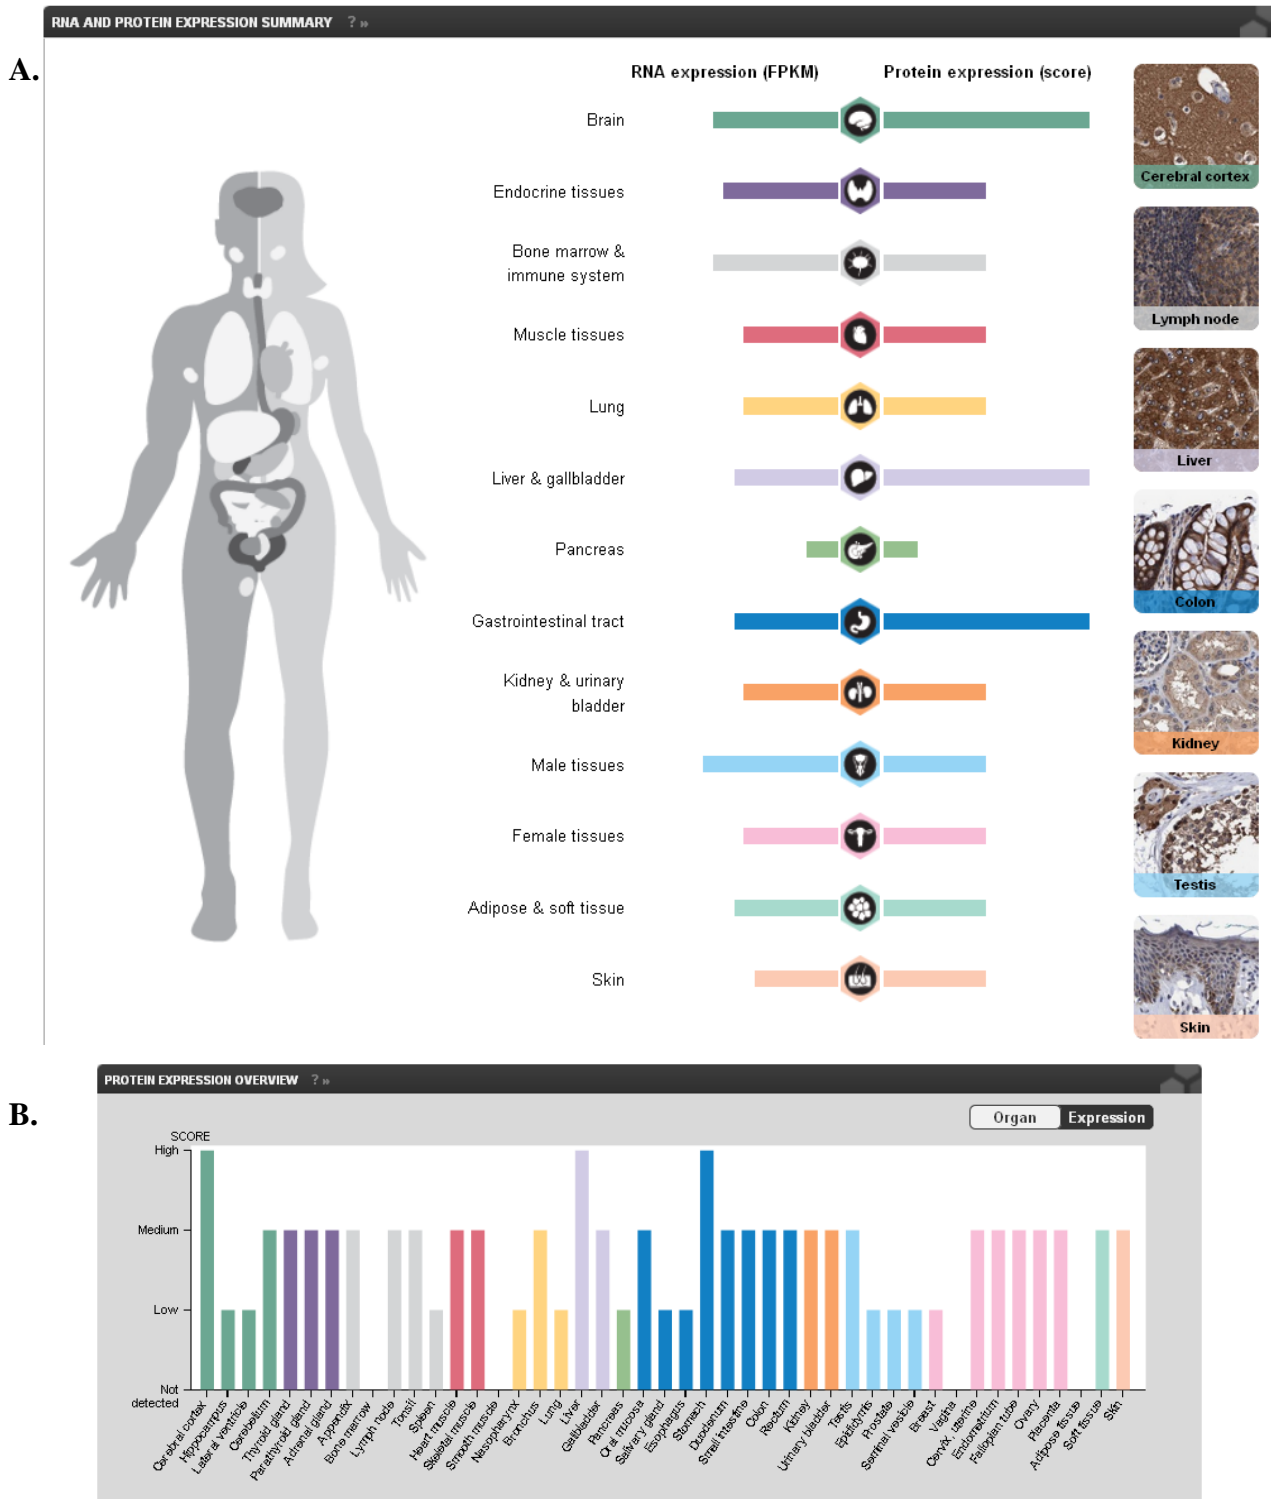 RNA AND PROTEIN EXPRESSION SUMMARY ? »
A.
RNA expression (FPKM) Protein expression (score)
Brain
Endocrine tissues
Bone marrow &
immune system
Muscle tissues
Lung
Liver & gallbladder
Pancreas
Gastrointestinal tract
Kidney & urinary
bladder
Male tissues
Female tissues
Adipose & soft tissue
Skin
Cerebral cortex
Lymph node
Liver
Colon
Kidney
Testis
Skin
PROTEIN EXPRESSION OVERVIEW ? »
B.
Organ Expression
SCORE
High
Medium
Low
Not
detected
Cerebral cortex
Hippocampus
Lateral ventricle
Cerebellum
Thyroid gland
Parathyroid gland
Adrenal gland
Appendix
Bone marrow
Lymph node
Tonsil
Spleen
Heart muscle
Skeletal muscle
Smooth muscle
Nasopharynx
Bronchus
Lung
Liver
Gallbladder
Pancreas
Oral mucosa
Salivary gland
Esophagus
Stomach
Duodenum
Small intestine
Colon
Rectum
Kidney
Urinary bladder
Testis
Epididymis
Prostate
Seminal vesicle
Breast
Vagina
Cervix, uterine
Endometrium
Fallopian tube
Ovary
Placenta
Adipose tissue
Soft tissue
Skin